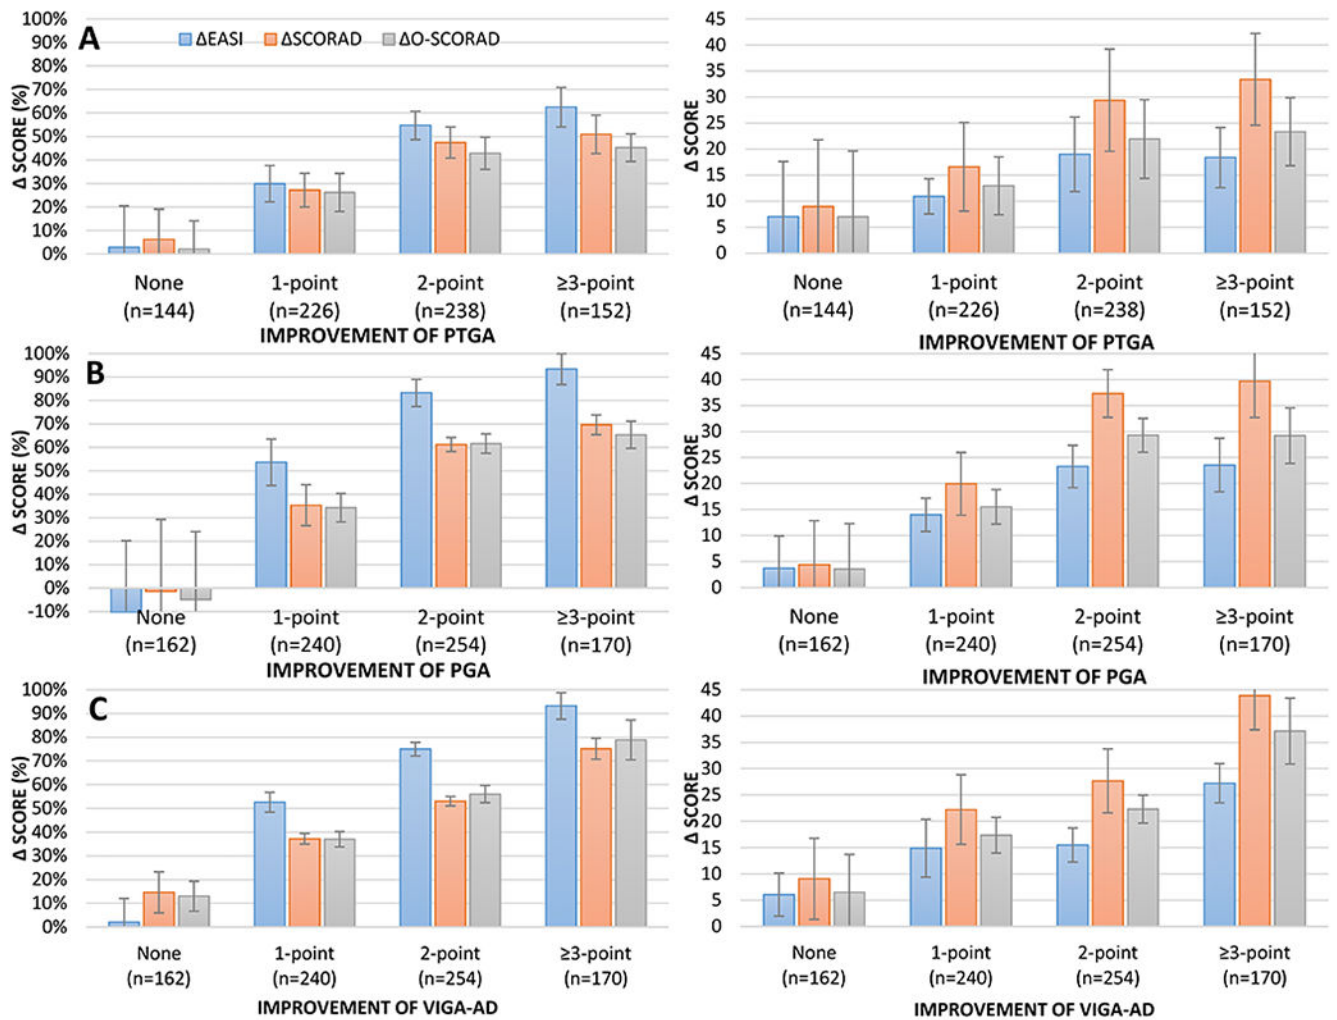 A
ΔEASI ΔSCORAD ΔO-SCORAD
Δ SCORE (%)
100%
90%
80%
70%
60%
50%
40%
30%
20%
10%
0%
None 1-point 2-point ≥3-point
(n=144) (n=226) (n=238) (n=152)
IMPROVEMENT OF PTGA
Δ SCORE
45
40
35
30
25
20
15
10
5
0
None 1-point 2-point ≥3-point
(n=144) (n=226) (n=238) (n=152)
IMPROVEMENT OF PTGA
B
Δ SCORE (%)
100%
90%
80%
70%
60%
50%
40%
30%
20%
10%
0%
-10%
None 1-point 2-point ≥3-point
(n=162) (n=240) (n=254) (n=170)
IMPROVEMENT OF PGA
Δ SCORE
45
40
35
30
25
20
15
10
5
0
None 1-point 2-point ≥3-point
(n=162) (n=240) (n=254) (n=170)
IMPROVEMENT OF PGA
C
Δ SCORE (%)
100%
90%
80%
70%
60%
50%
40%
30%
20%
10%
0%
None 1-point 2-point ≥3-point
(n=162) (n=240) (n=254) (n=170)
IMPROVEMENT OF VIGA-AD
Δ SCORE
45
40
35
30
25
20
15
10
5
0
None 1-point 2-point ≥3-point
(n=162) (n=240) (n=254) (n=170)
IMPROVEMENT OF VIGA-AD